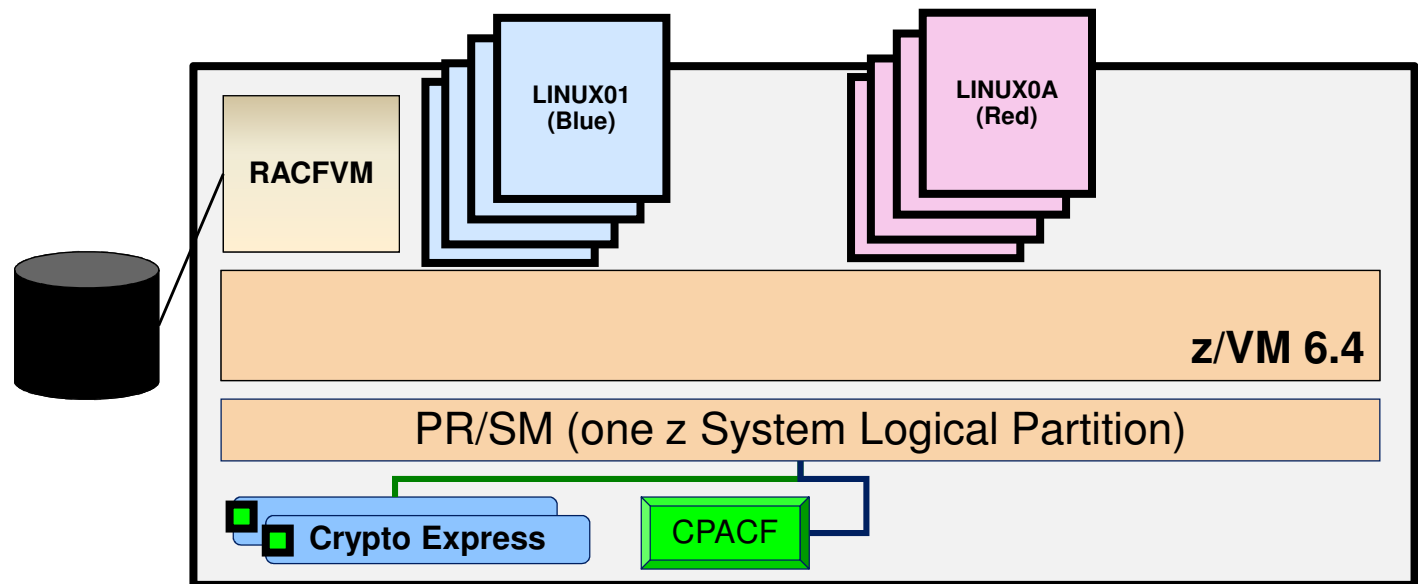 LINUX01
(Blue)
LINUX0A
(Red)
RACFVM
z/VM 6.4
PR/SM (one z System Logical Partition)
Crypto Express
CPACF